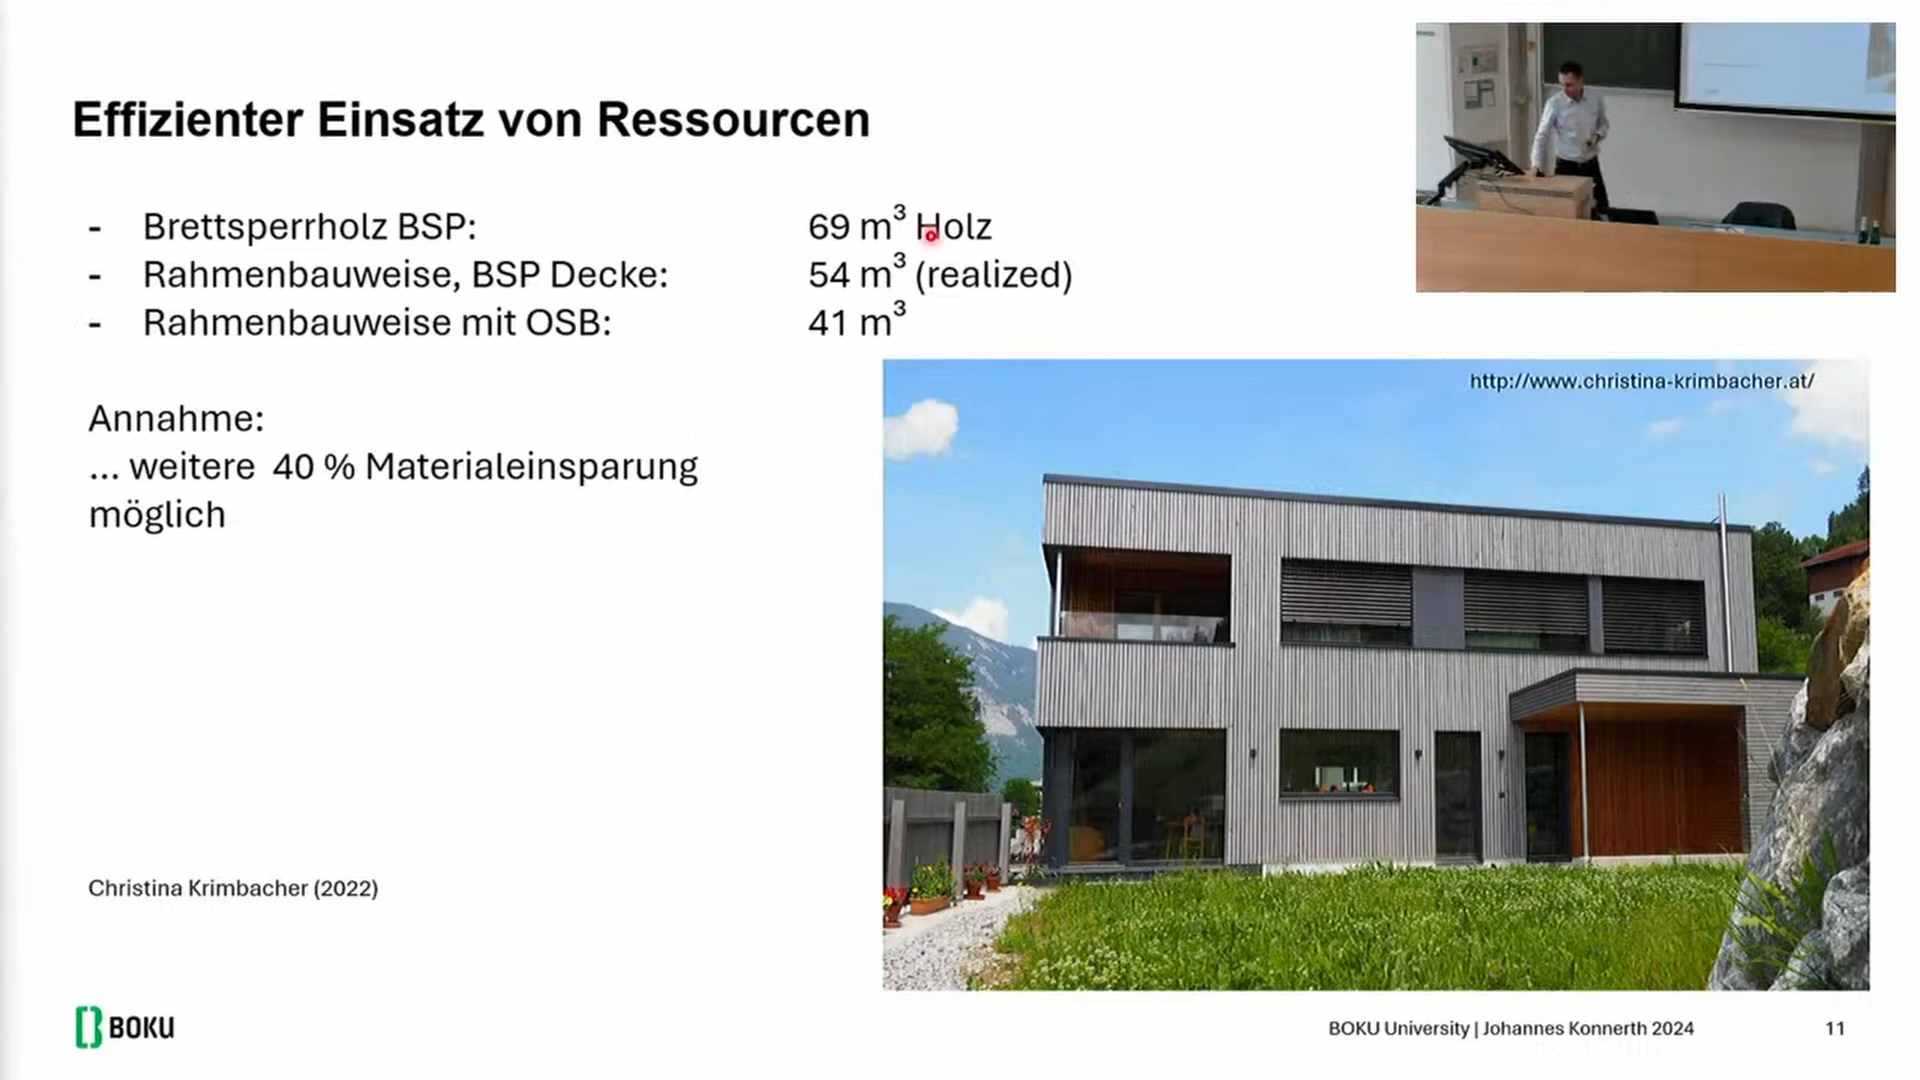 Effizienter Einsatz von Ressourcen
- Brettsperrholz BSP: 69 m³ Holz
- Rahmenbauweise, BSP Decke: 54 m³ (realized)
- Rahmenbauweise mit OSB: 41 m³
Annahme:
... weitere 40 % Materialeinsparung
möglich
http://www.christina-krimbacher.at/
Christina Krimbacher (2022)
BOKU
BOKU University | Johannes Konnerth 2024
11